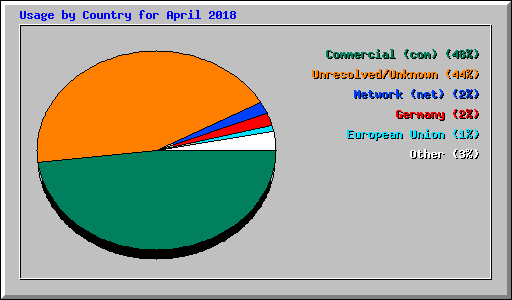 Usage by Country for April 2018
Commercial (com) (48%)
Unresolved/Unknown (44%)
Network (net) (2%)
Germany (2%)
European Union (1%)
Other (3%)